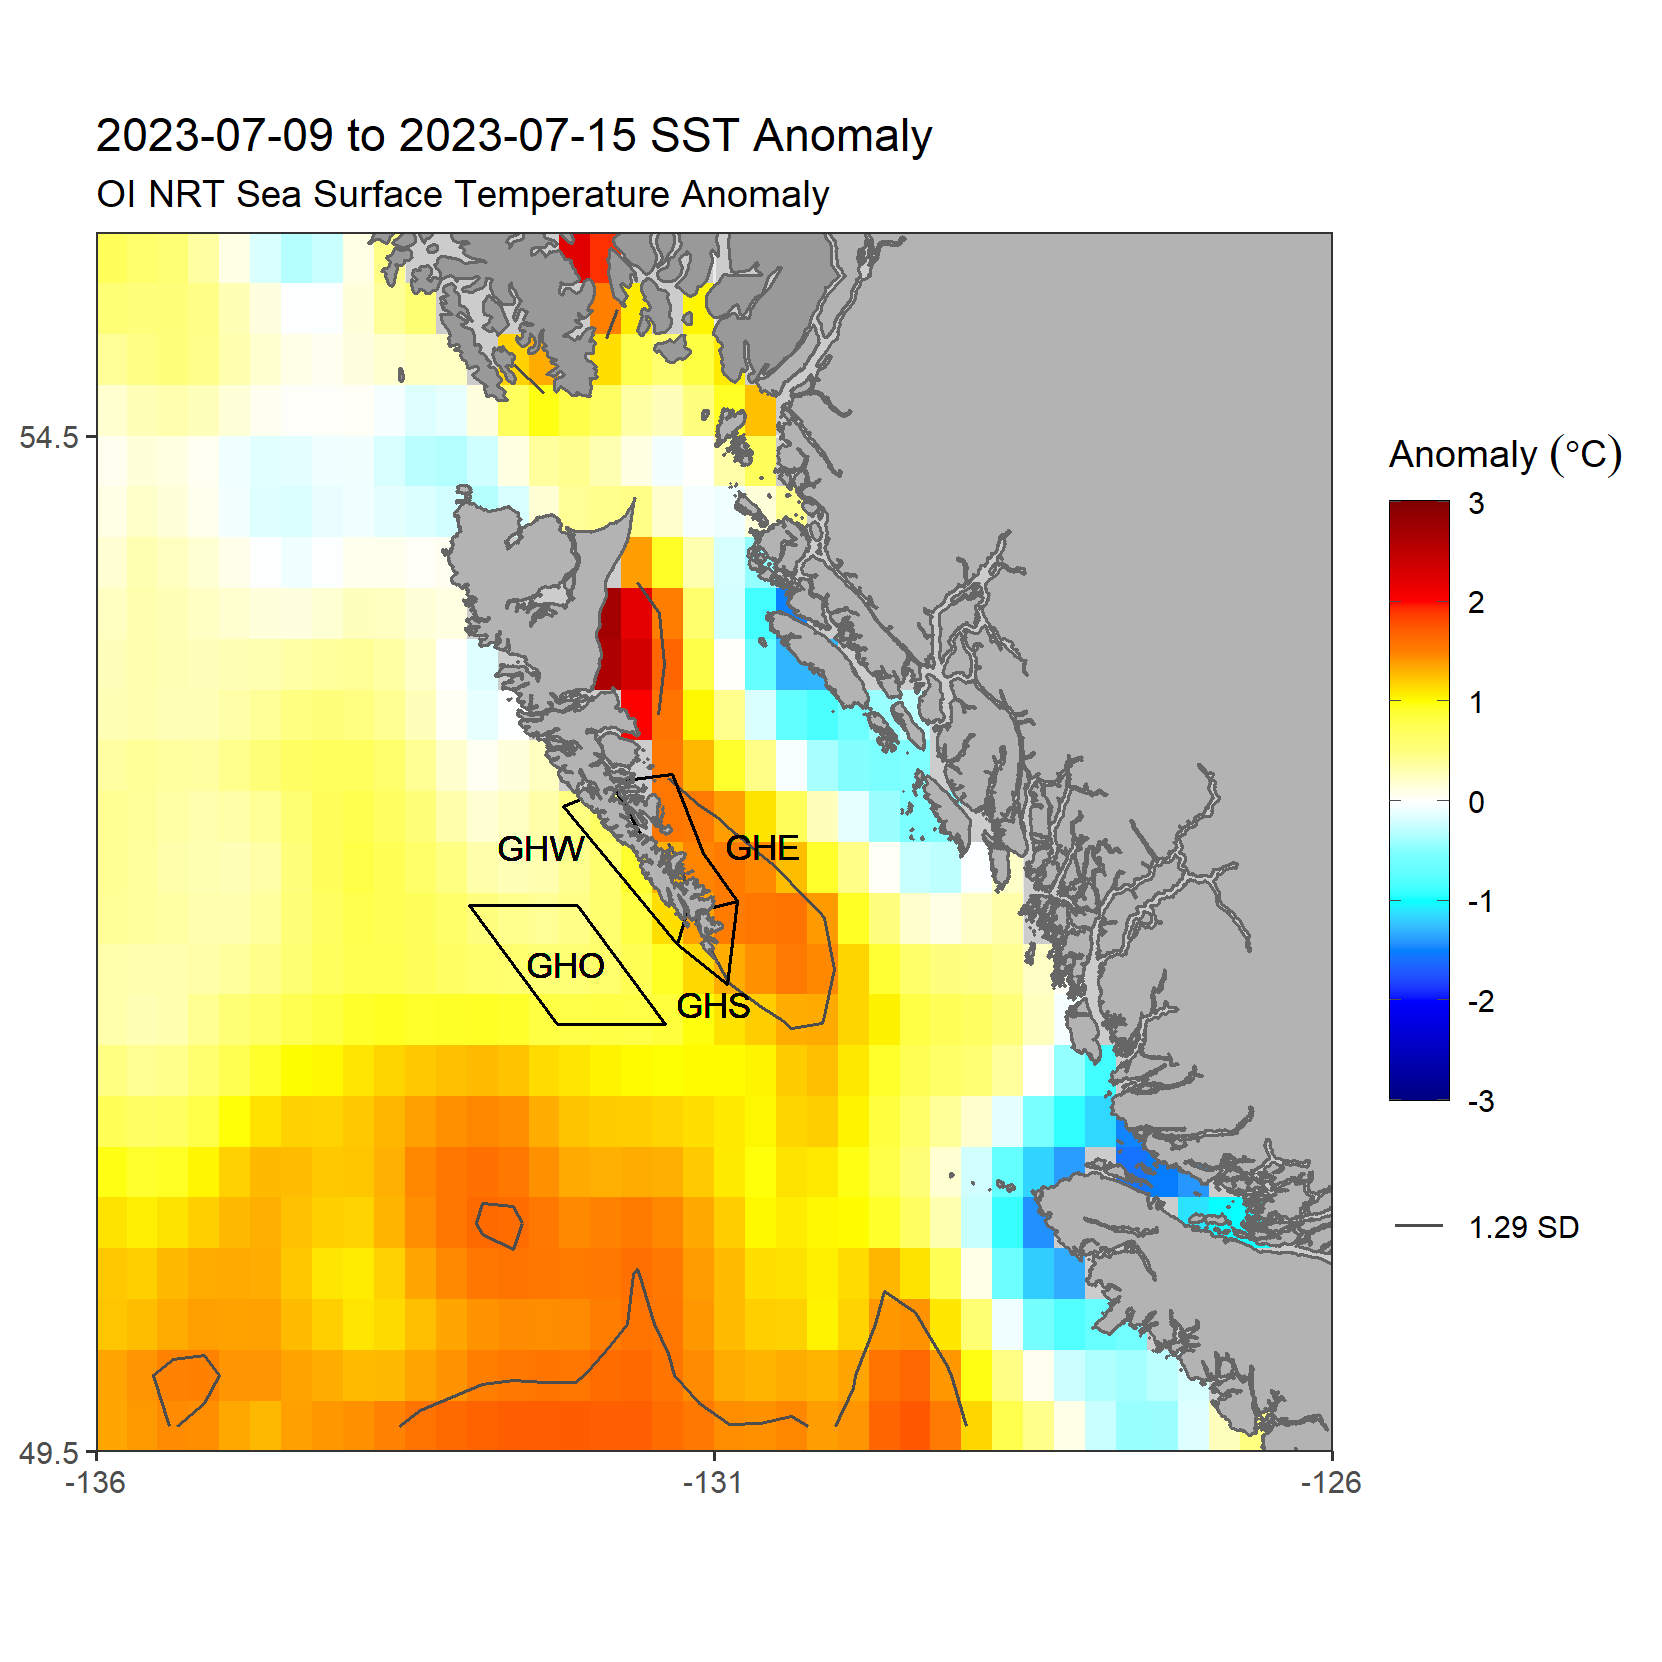 2023-07-09 to 2023-07-15 SST Anomaly
OI NRT Sea Surface Temperature Anomaly
54.5
49.5
-136
-131
-126
GHW
GHE
GHO
GHS
Anomaly (°C)
3
2
1
0
-1
-2
-3
1.29 SD